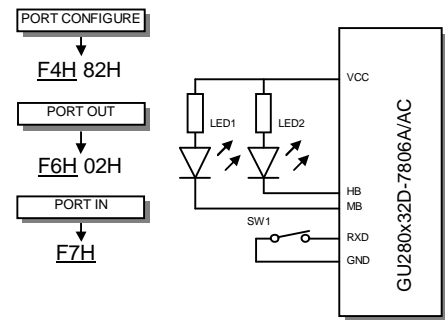 PORT CONFIGURE
F4H 82H
PORT OUT
F6H 02H
PORT IN
F7H
VCC
LED1
LED2
HB
MB
SW1
RXD
GND
GU280x32D-7806A/AC